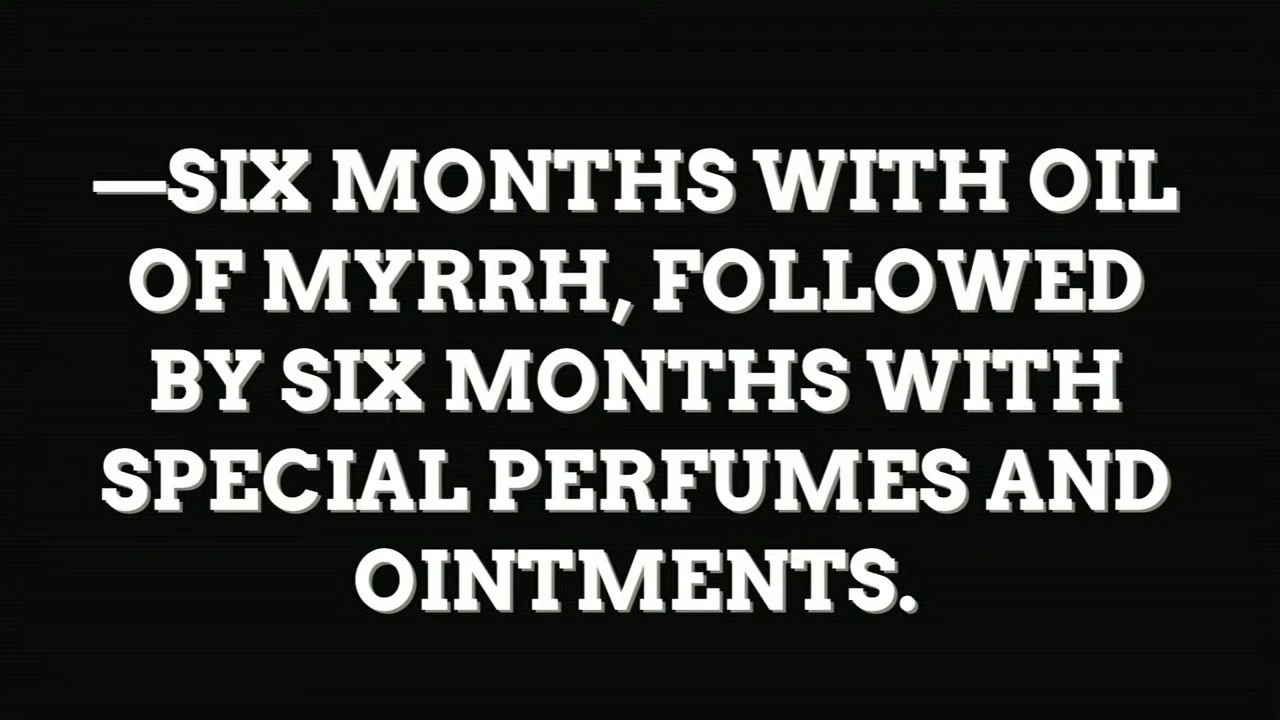 —SIX MONTHS WITH OIL
OF MYRRH, FOLLOWED
BY SIX MONTHS WITH
SPECIAL PERFUMES AND
OINTMENTS.